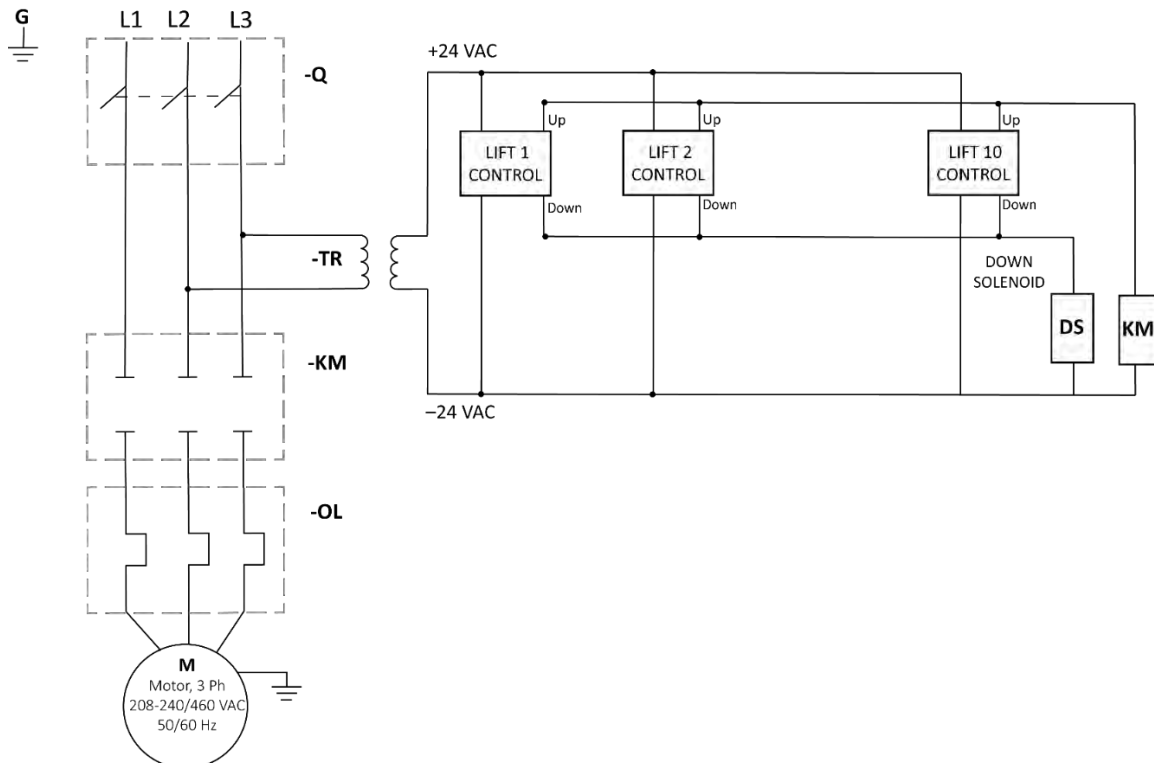 G
L1 L2 L3
-Q
+24 VAC
Up
Up
Up
LIFT 1
CONTROL
LIFT 2
CONTROL
LIFT 10
CONTROL
Down
Down
Down
-TR
DOWN
SOLENOID
DS
KM
-KM
–24 VAC
-OL
M
Motor, 3 Ph
208-240/460 VAC
50/60 Hz